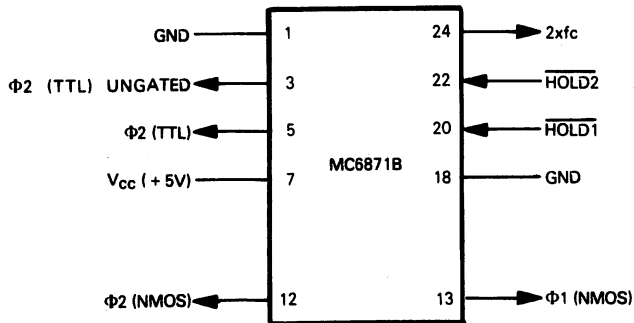 GND 1 24 2xfc
Φ2 (TTL) UNGATED 3 22 HOLD2
Φ2 (TTL) 5 20 HOLD1
MC6871B
VCC (+5V) 7 18 GND
Φ2 (NMOS) 12 13 Φ1 (NMOS)